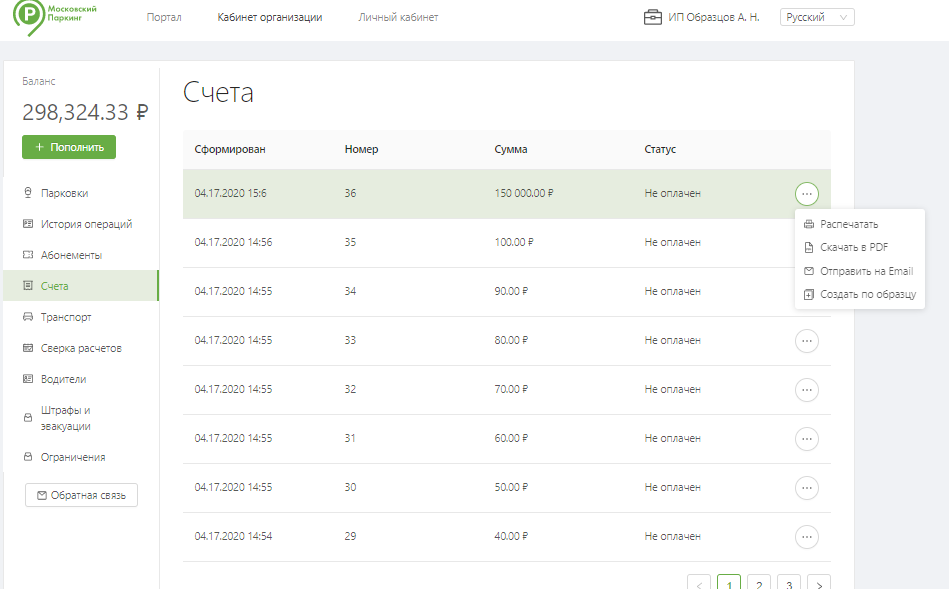 Московский
Паркинг
Портал
Кабинет организации
Личный кабинет
ИП Образцов А. Н.
Русский
Баланс
298,324.33 ₽
+ Пополнить
Парковки
История операций
Абонементы
Счета
Транспорт
Сверка расчетов
Водители
Штрафы и
эвакуации
Ограничения
Обратная связь
Счета
Сформирован Номер Сумма Статус
04.17.2020 15:6 36 150 000.00 ₽ Не оплачен
Распечатать
Скачать в PDF
Отправить на Email
Создать по образцу
04.17.2020 14:56 35 100.00 ₽ Не оплачен
04.17.2020 14:55 34 90.00 ₽ Не оплачен
04.17.2020 14:55 33 80.00 ₽ Не оплачен
04.17.2020 14:55 32 70.00 ₽ Не оплачен
04.17.2020 14:55 31 60.00 ₽ Не оплачен
04.17.2020 14:55 30 50.00 ₽ Не оплачен
04.17.2020 14:54 29 40.00 ₽ Не оплачен
< 1 2 3 >